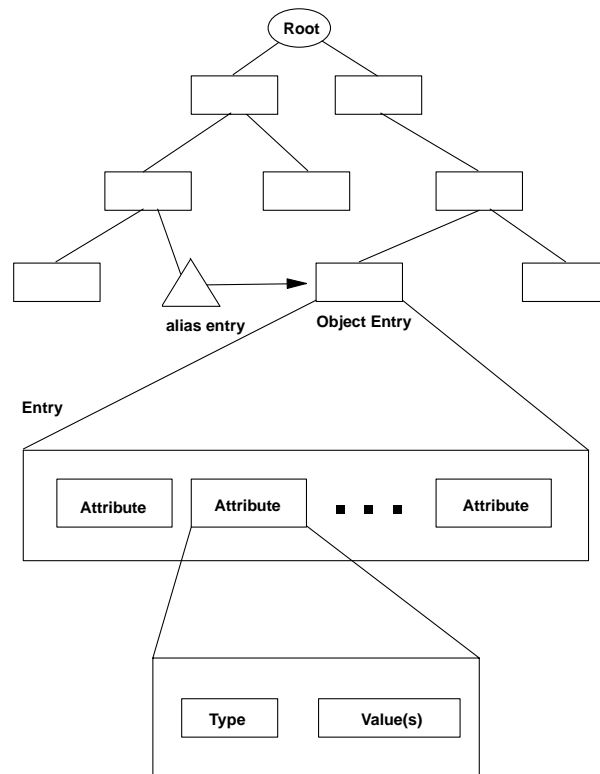 Root
alias entry
Object Entry
Entry
Attribute
Attribute
Attribute
Type
Value(s)